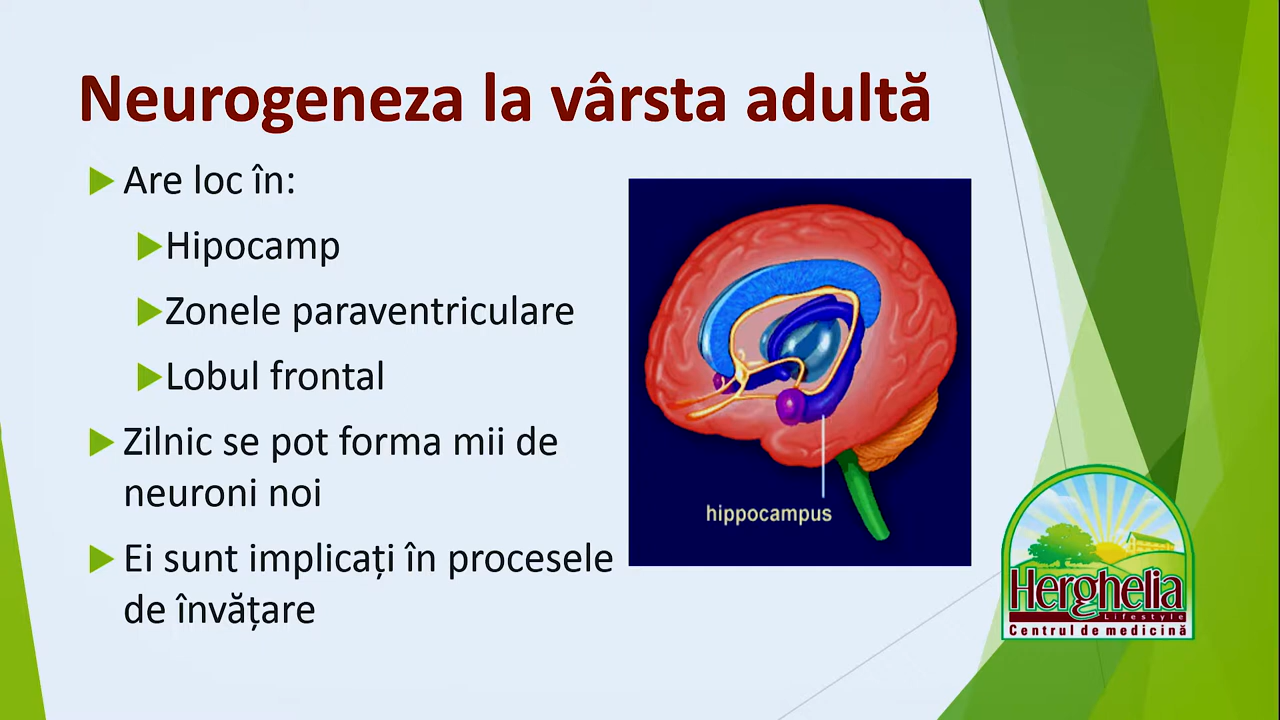 Neurogeneza la vârsta adultă
Are loc în:
Hipocamp
Zonele paraventriculare
Lobul frontal
Zilnic se pot forma mii de
neuroni noi
Ei sunt implicați în procesele
de învățare
hippocampus
Herghelia
Lifestyle
Centrul de medicină